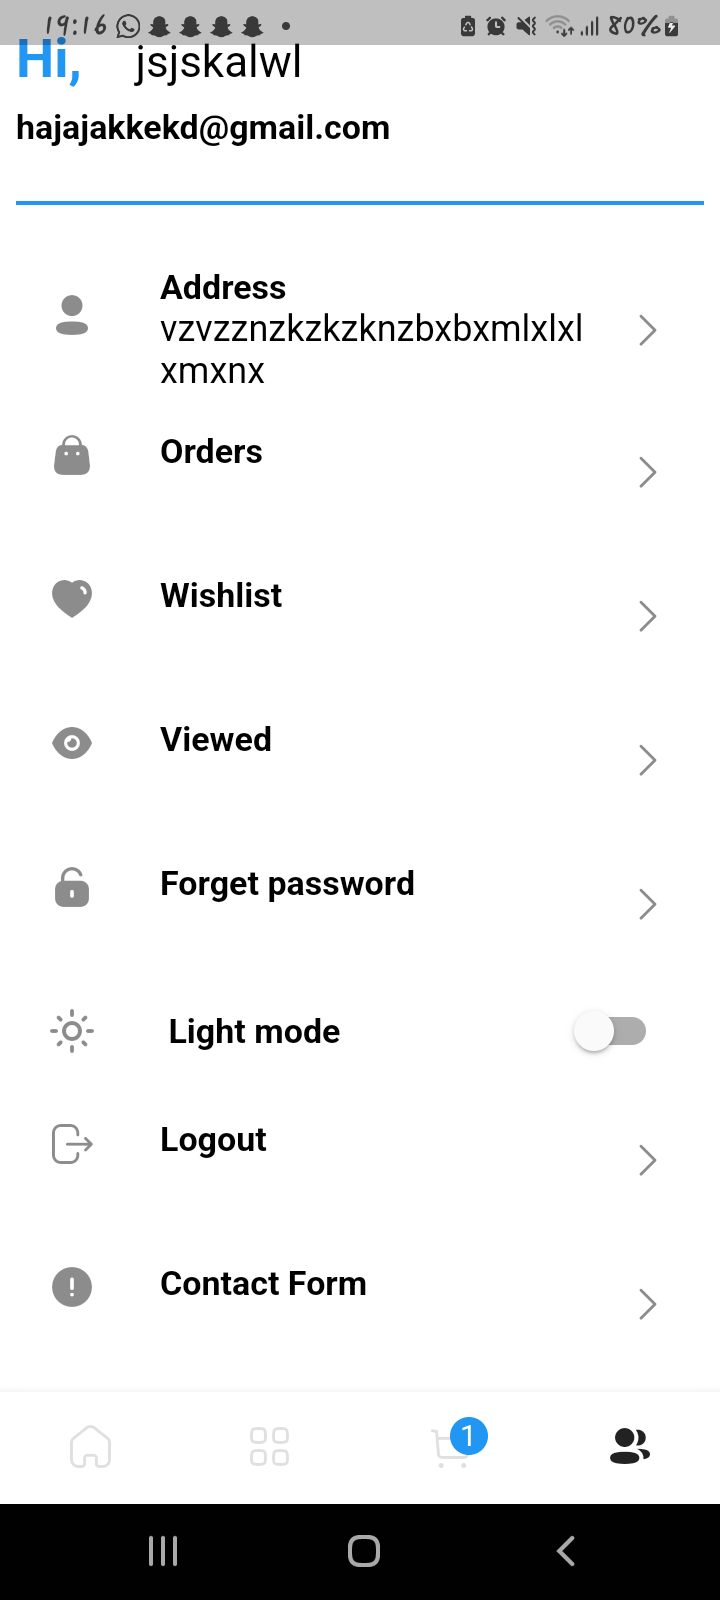 19:16 80%
Hi, jsjskalwl
hajajakkekd@gmail.com
Address
vzvzznzkzkzknzbxbxmlxlxl
xmxnx
Orders
Wishlist
Viewed
Forget password
Light mode
Logout
Contact Form
1